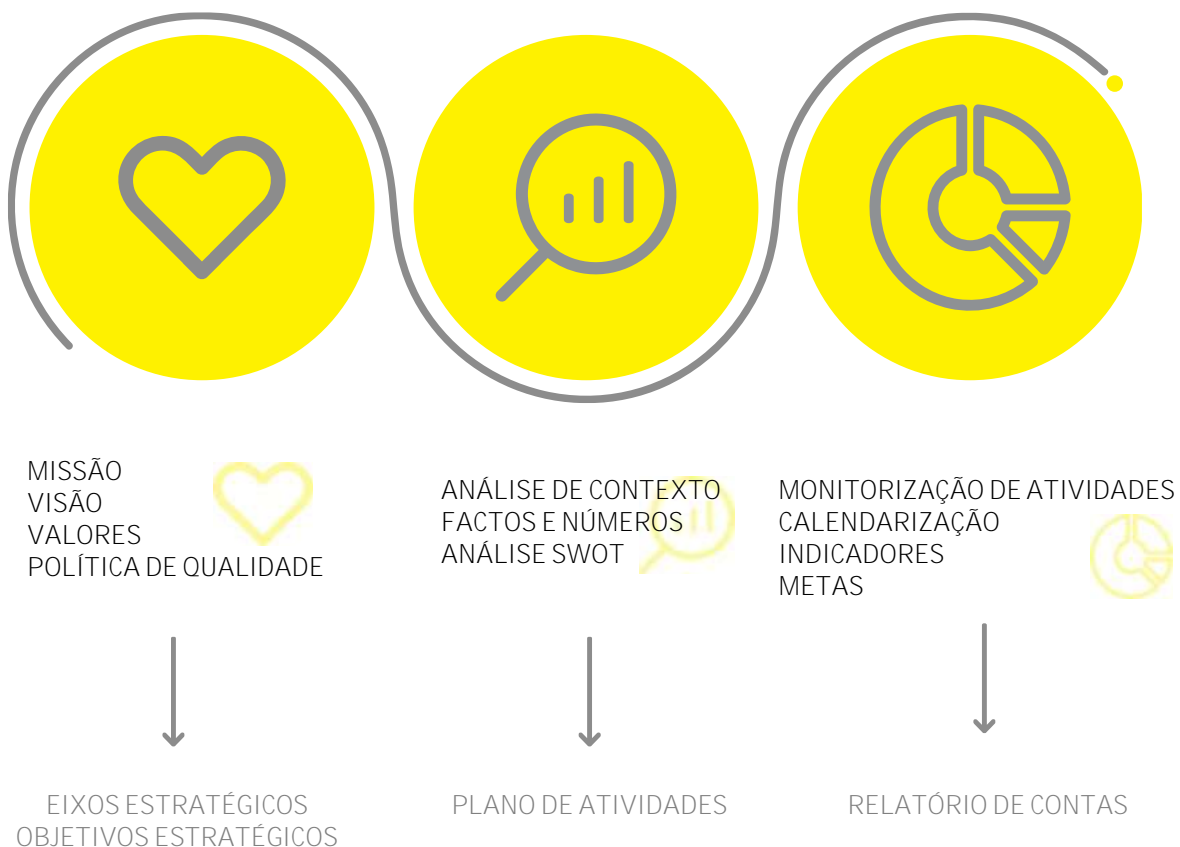 MISSÃO
VISÃO
VALORES
POLÍTICA DE QUALIDADE
ANÁLISE DE CONTEXTO
FACTOS E NÚMEROS
ANÁLISE SWOT
MONITORIZAÇÃO DE ATIVIDADES
CALENDARIZAÇÃO
INDICADORES
METAS
EIXOS ESTRATÉGICOS
OBJETIVOS ESTRATÉGICOS
PLANO DE ATIVIDADES
RELATÓRIO DE CONTAS